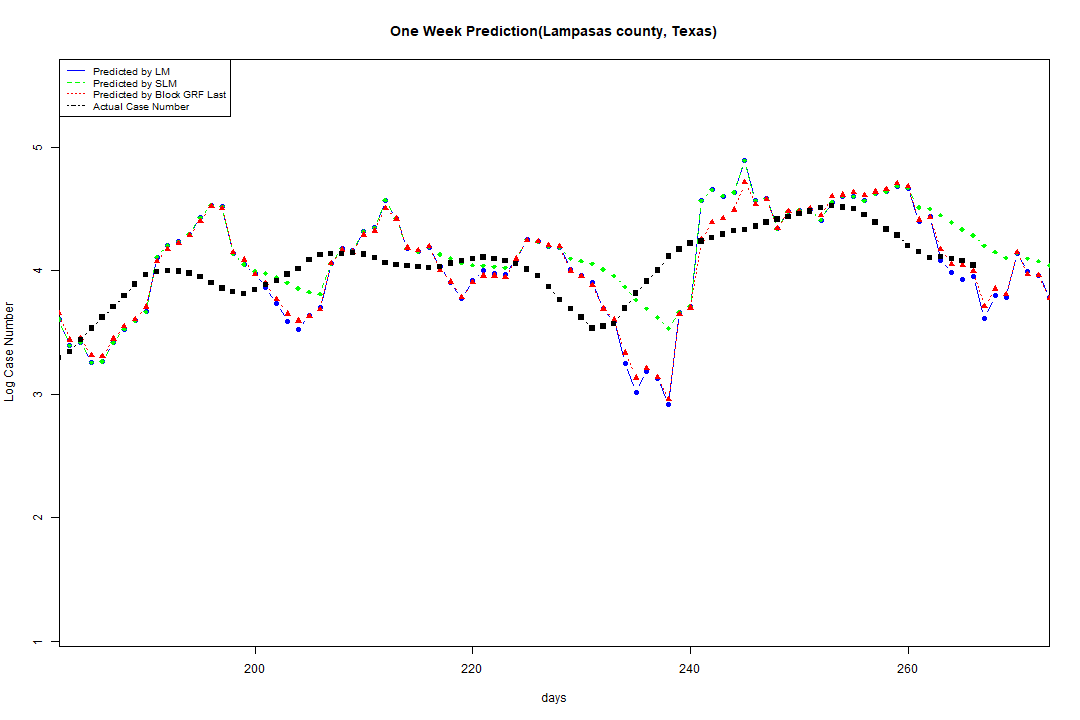 One Week Prediction(Lampasas county, Texas)
Predicted by LM
Predicted by SLM
Predicted by Block GRF Last
Actual Case Number
5
4
3
2
1
Log Case Number
200 220 240 260
days